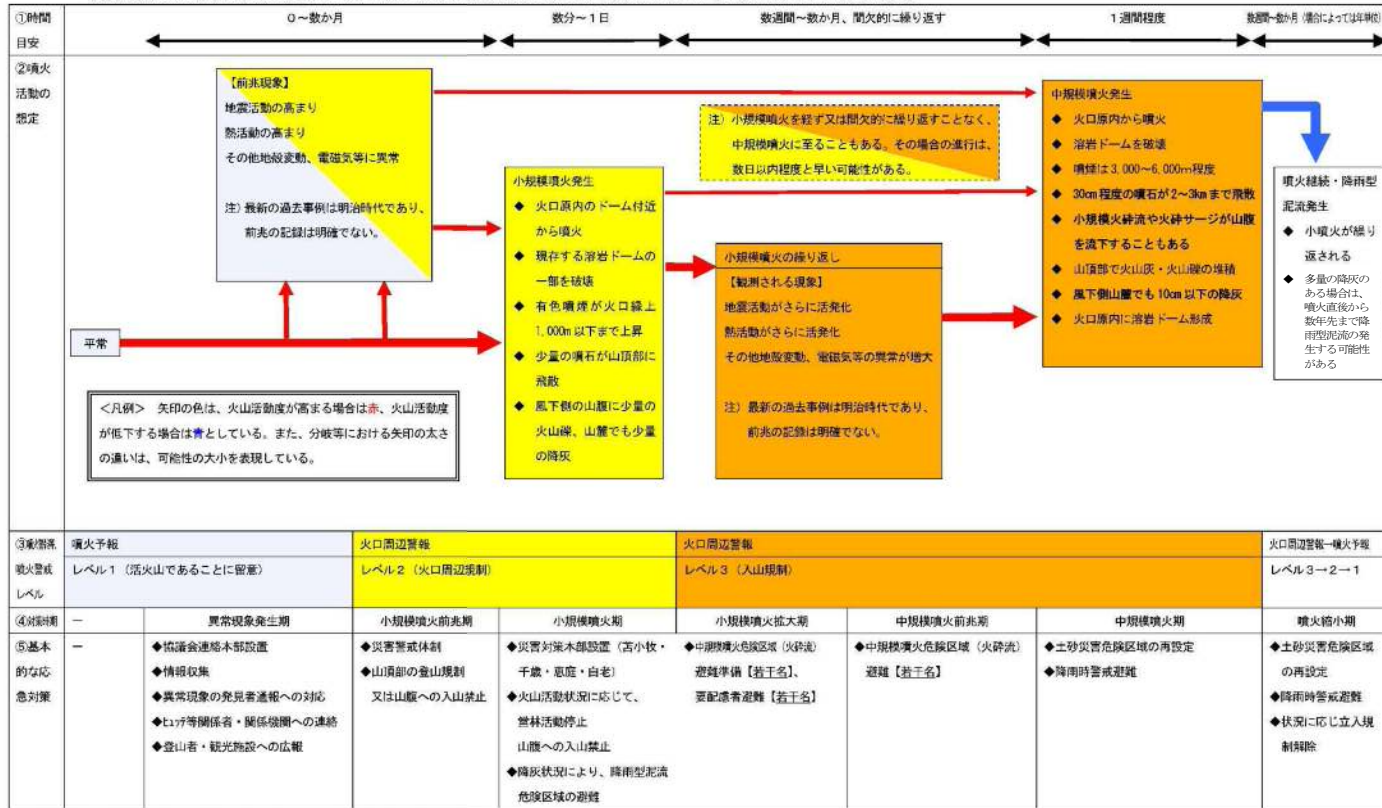 ①時間
目安
0～数か月
数分～1日
数週間～数か月、間欠的に繰り返す
1週間程度
数週間～数か月（場合によっては年単位）
②噴火
活動の
想定
【前兆現象】
地震活動の高まり
熱活動の高まり
その他地殻変動、電磁気等に異常
注）最新の過去事例は明治時代であり、
前兆の記録は明確でない。
平常
＜凡例＞　矢印の色は、火山活動度が高まる場合は赤、火山活動度
が低下する場合は青としている。また、分岐等における矢印の太さ
の違いは、可能性の大小を表現している。
小規模噴火発生
◆ 火口原内のドーム付近
から噴火
◆ 現存する溶岩ドームの
一部を破壊
◆ 有色噴煙が火口縁上
1,000m以下まで上昇
◆ 少量の噴石が山頂部に
飛散
◆ 風下側の山腹に少量の
火山礫、山麓でも少量
の降灰
注）小規模噴火を経ず又は間欠的に繰り返すことなく、
中規模噴火に至ることもある。その場合の進行は、
数日以内程度と早い可能性がある。
小規模噴火の繰り返し
【観測される現象】
地震活動がさらに活発化
熱活動がさらに活発化
その他地殻変動、電磁気等の異常が増大
注）最新の過去事例は明治時代であり、
前兆の記録は明確でない。
中規模噴火発生
◆ 火口原内から噴火
◆ 溶岩ドームを破壊
◆ 噴煙は3,000～6,000m程度
◆ 30cm程度の噴石が2～3kmまで飛散
◆ 小規模火砕流や火砕サージが山腹
を流下することもある
◆ 山頂部で火山灰・火山礫の堆積
◆ 風下側山麓でも10cm以下の降灰
◆ 火口原内に溶岩ドーム形成
噴火継続・降雨型
泥流発生
◆ 小噴火が繰り
返される
◆ 多量の降灰の
ある場合は、
噴火直後から
数年先まで降
雨型泥流の発
生する可能性
がある
③噴火警報
噴火警戒
レベル
噴火予報
レベル1（活火山であることに留意）
火口周辺警報
レベル2（火口周辺規制）
火口周辺警報
レベル3（入山規制）
火口周辺警報→噴火予報
レベル3→2→1
④対策時期
－
異常現象発生期
小規模噴火前兆期
小規模噴火期
小規模噴火拡大期
中規模噴火前兆期
中規模噴火期
噴火縮小期
⑤基本
的な応
急対策
－
◆協議会連絡本部設置
◆情報収集
◆異常現象の発見者通報への対応
◆ヒュッテ等関係者・関係機関への連絡
◆登山者・観光施設への広報
◆災害警戒体制
◆山頂部の登山規制
又は山腹への入山禁止
◆災害対策本部設置（苫小牧・
千歳・恵庭・白老）
◆火山活動状況に応じて、
営林活動停止
山腹への入山禁止
◆降灰状況により、降雨型泥流
危険区域の避難
◆中規模噴火危険区域（火砕流）
避難準備【若干名】、
要配慮者避難【若干名】
◆中規模噴火危険区域（火砕流）
避難【若干名】
◆土砂災害危険区域の再設定
◆降雨時警戒避難
◆土砂災害危険区域
の再設定
◆降雨時警戒避難
◆状況に応じ立入規
制解除